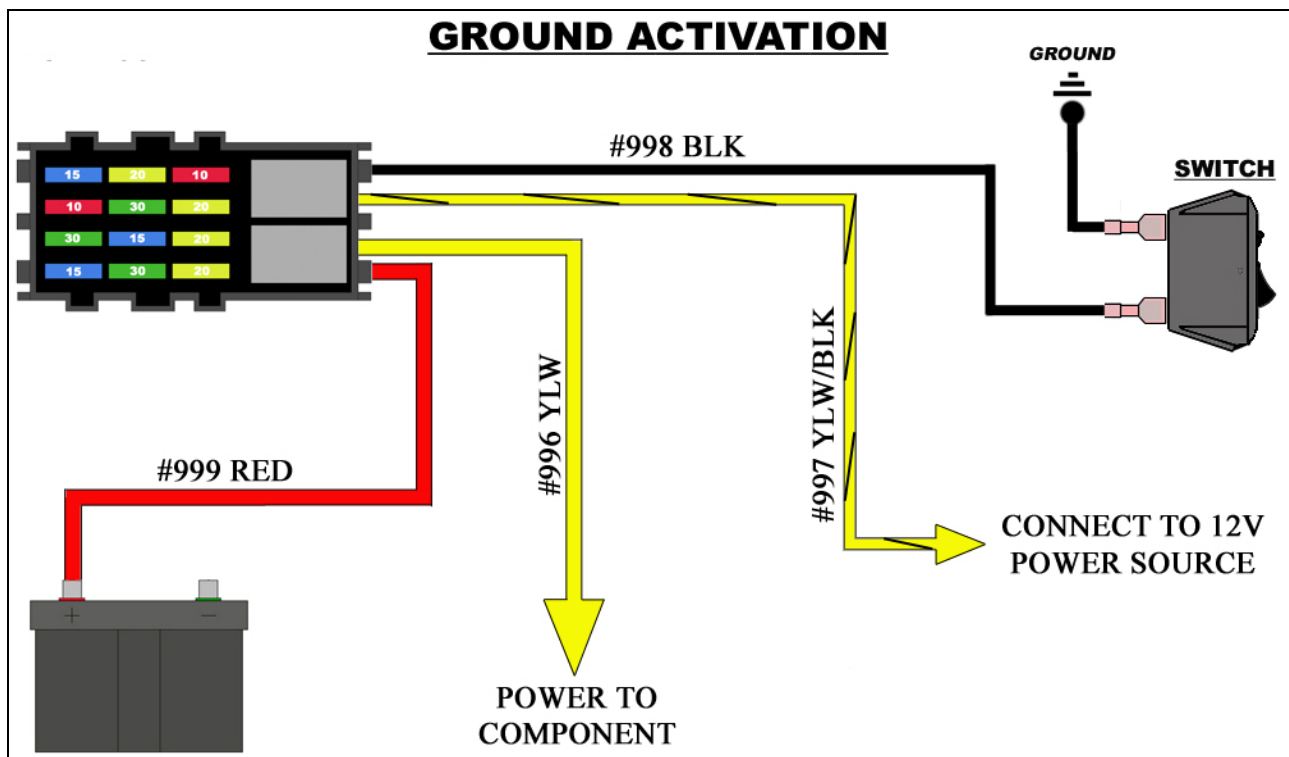 GROUND ACTIVATION
GROUND
#998 BLK
SWITCH
15 20 10
10 30 20
30 15 20
15 30 20
#996 YLW
#997 YLW/BLK
#999 RED
CONNECT TO 12V
POWER SOURCE
+ −
POWER TO
COMPONENT